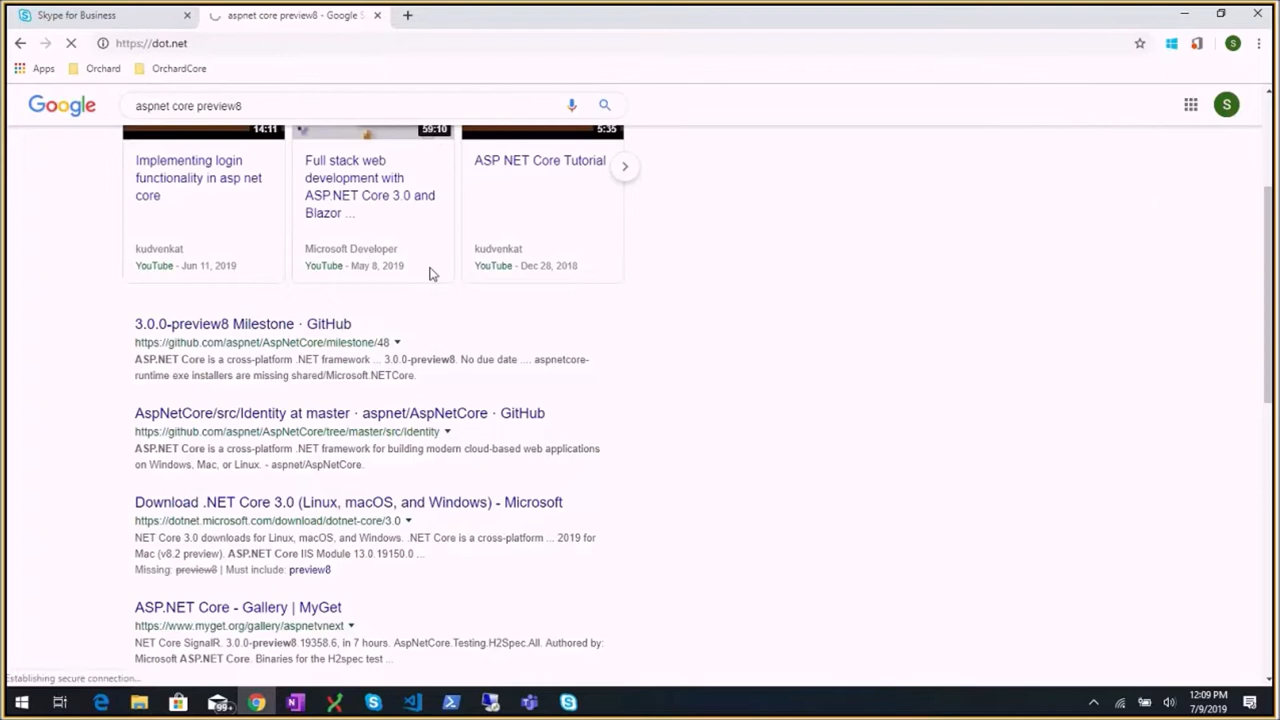 Skype for Business
aspnet core preview8 - Google S
https://dot.net
Apps
Orchard
OrchardCore
Google
aspnet core preview8
14:11
59:10
5:35
Implementing login
functionality in asp net
core
kudvenkat
YouTube - Jun 11, 2019
Full stack web
development with
ASP.NET Core 3.0 and
Blazor ...
Microsoft Developer
YouTube - May 8, 2019
ASP NET Core Tutorial
kudvenkat
YouTube - Dec 28, 2018
3.0.0-preview8 Milestone · GitHub
https://github.com/aspnet/AspNetCore/milestone/48
ASP.NET Core is a cross-platform .NET framework ... 3.0.0-preview8. No due date .... aspnetcore-
runtime exe installers are missing shared/Microsoft.NETCore.
AspNetCore/src/Identity at master · aspnet/AspNetCore · GitHub
https://github.com/aspnet/AspNetCore/tree/master/src/Identity
ASP.NET Core is a cross-platform .NET framework for building modern cloud-based web applications
on Windows, Mac, or Linux. - aspnet/AspNetCore.
Download .NET Core 3.0 (Linux, macOS, and Windows) - Microsoft
https://dotnet.microsoft.com/download/dotnet-core/3.0
NET Core 3.0 downloads for Linux, macOS, and Windows. .NET Core is a cross-platform ... 2019 for
Mac (v8.2 preview). ASP.NET Core IIS Module 13.0.19150.0 ...
Missing: preview8 | Must include: preview8
ASP.NET Core - Gallery | MyGet
https://www.myget.org/gallery/aspnetvnext
NET Core SignalR. 3.0.0-preview8 19358.6, in 7 hours. AspNetCore.Testing.H2Spec.All. Authored by:
Microsoft ASP.NET Core. Binaries for the H2spec test ...
Establishing secure connection...
S
S
99+
12:09 PM
7/9/2019